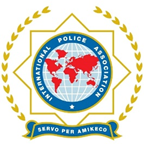 INTERNATIONAL POLICE ASSOCIATION
SERVO PER AMIKECO